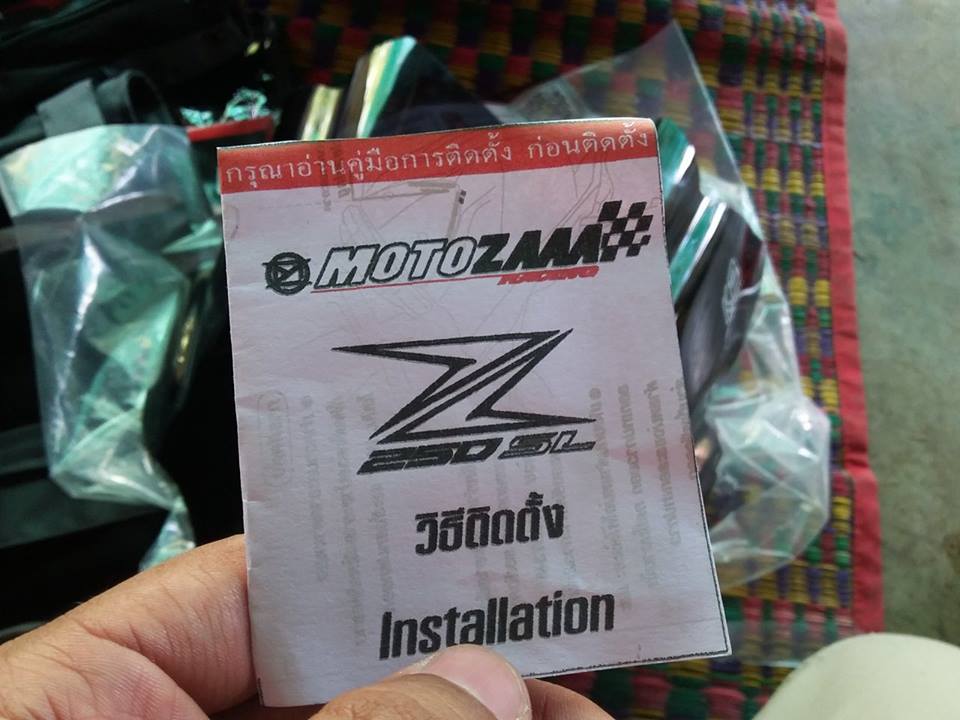 กรุณาอ่านคู่มือการติดตั้ง ก่อนติดตั้ง
MOTOZAAA
RACING
Z
250 SL
วิธีติดตั้ง
Installation